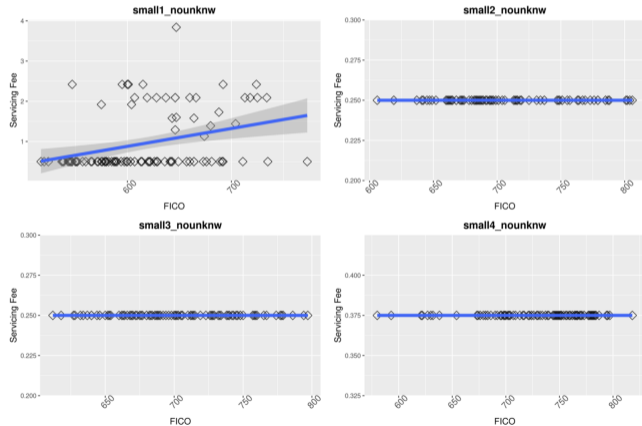 small1_nounknw
4
3
2
1
Servicing Fee
600
700
FICO
small2_nounknw
0.300
0.275
0.250
0.225
0.200
Servicing Fee
600
650
700
750
800
FICO
small3_nounknw
0.300
0.275
0.250
0.225
0.200
Servicing Fee
650
700
750
800
FICO
small4_nounknw
0.400
0.375
0.350
0.325
Servicing Fee
600
650
700
750
800
FICO